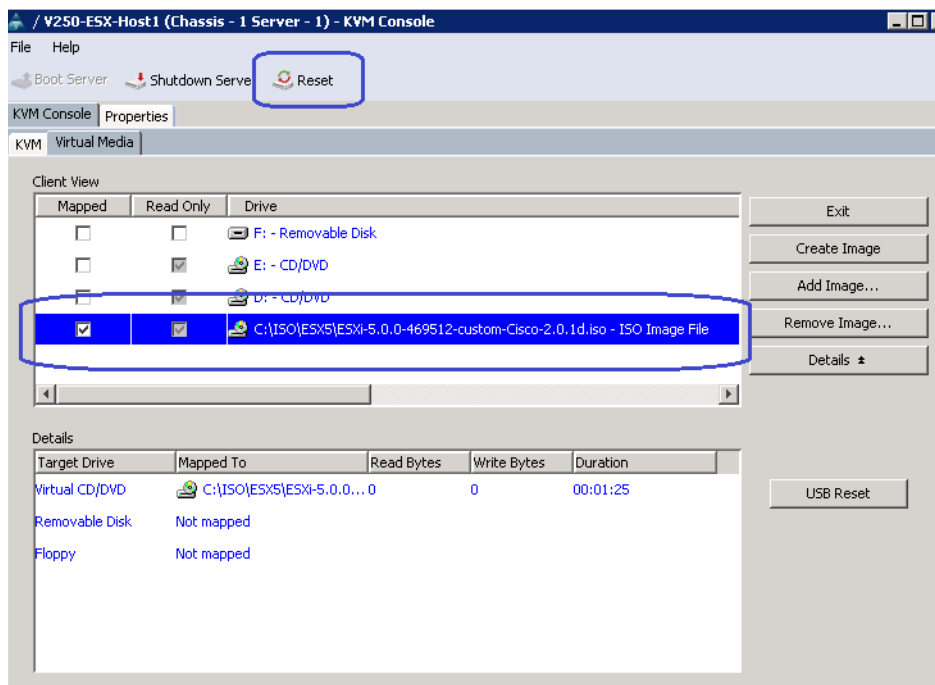 / V250-ESX-Host1 (Chassis - 1 Server - 1) - KVM Console
File Help
Boot Server Shutdown Serve Reset
KVM Console Properties
KVM Virtual Media
Client View
Mapped Read Only Drive
F: - Removable Disk
E: - CD/DVD
D: - CD/DVD
C:\ISO\ESX5\ESXi-5.0.0-469512-custom-Cisco-2.0.1d.iso - ISO Image File
Exit
Create Image
Add Image...
Remove Image...
Details
Details
Target Drive Mapped To Read Bytes Write Bytes Duration
Virtual CD/DVD C:\ISO\ESX5\ESXi-5.0.0... 0 0 00:01:25
Removable Disk Not mapped
Floppy Not mapped
USB Reset